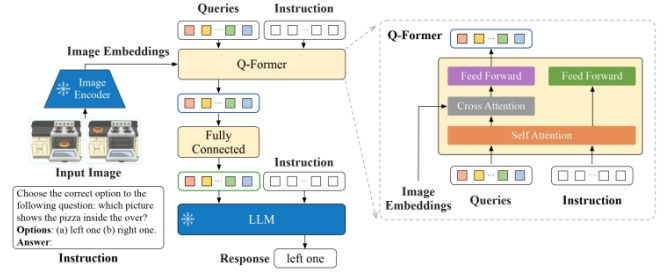 Queries
Instruction
Image Embeddings
Q-Former
Image
Encoder
Input Image
Fully
Connected
Instruction
Choose the correct option to the
following question: which picture
shows the pizza inside the over?
Options: (a) left one (b) right one.
Answer:
Instruction
LLM
Response
left one
Q-Former
Feed Forward
Feed Forward
Cross Attention
Self Attention
Image
Embeddings
Queries
Instruction